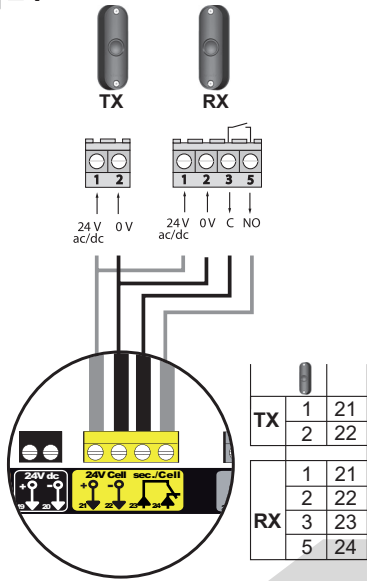 TX RX
1 2 1 2 3 5
24 V 0 V 24 V 0 V C NO
ac/dc ac/dc
24V dc 24V Cell sec./Cell
+ - + -
19 20 21 22 23 24
TX 1 21
2 22
RX 1 21
2 22
3 23
5 24